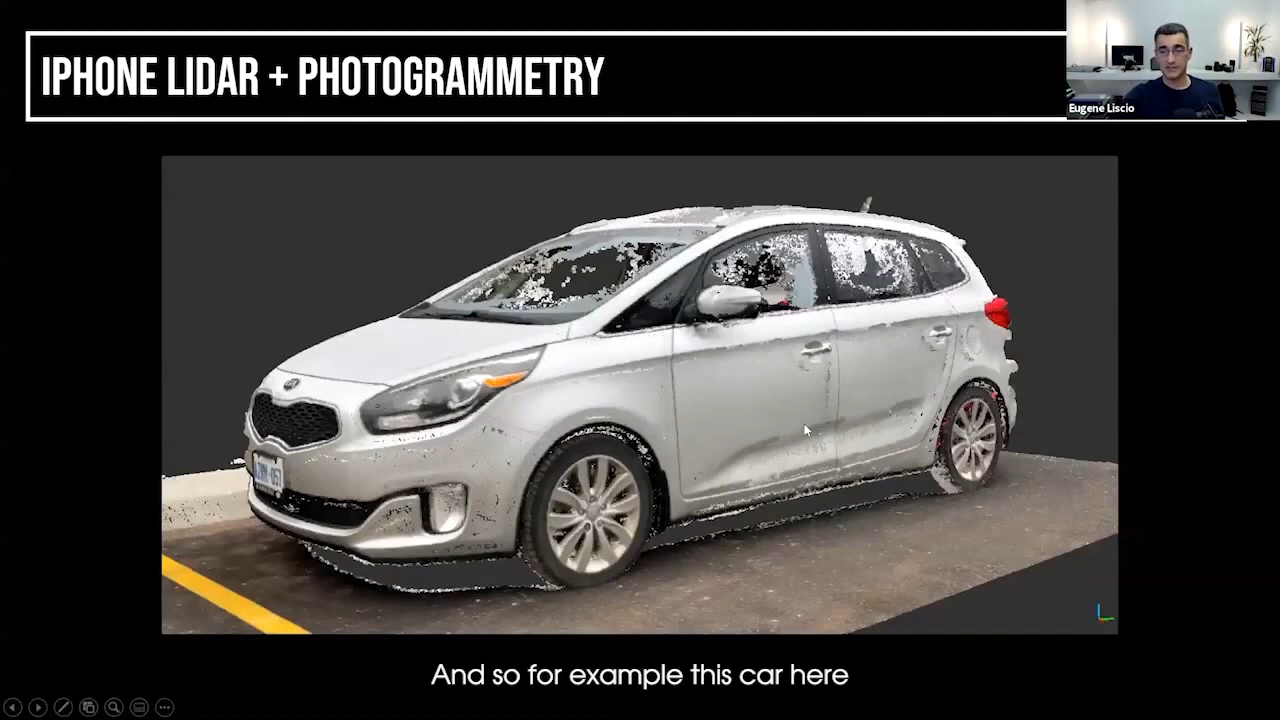 IPHONE LIDAR + PHOTOGRAMMETRY
Eugene Liscio
And so for example this car here